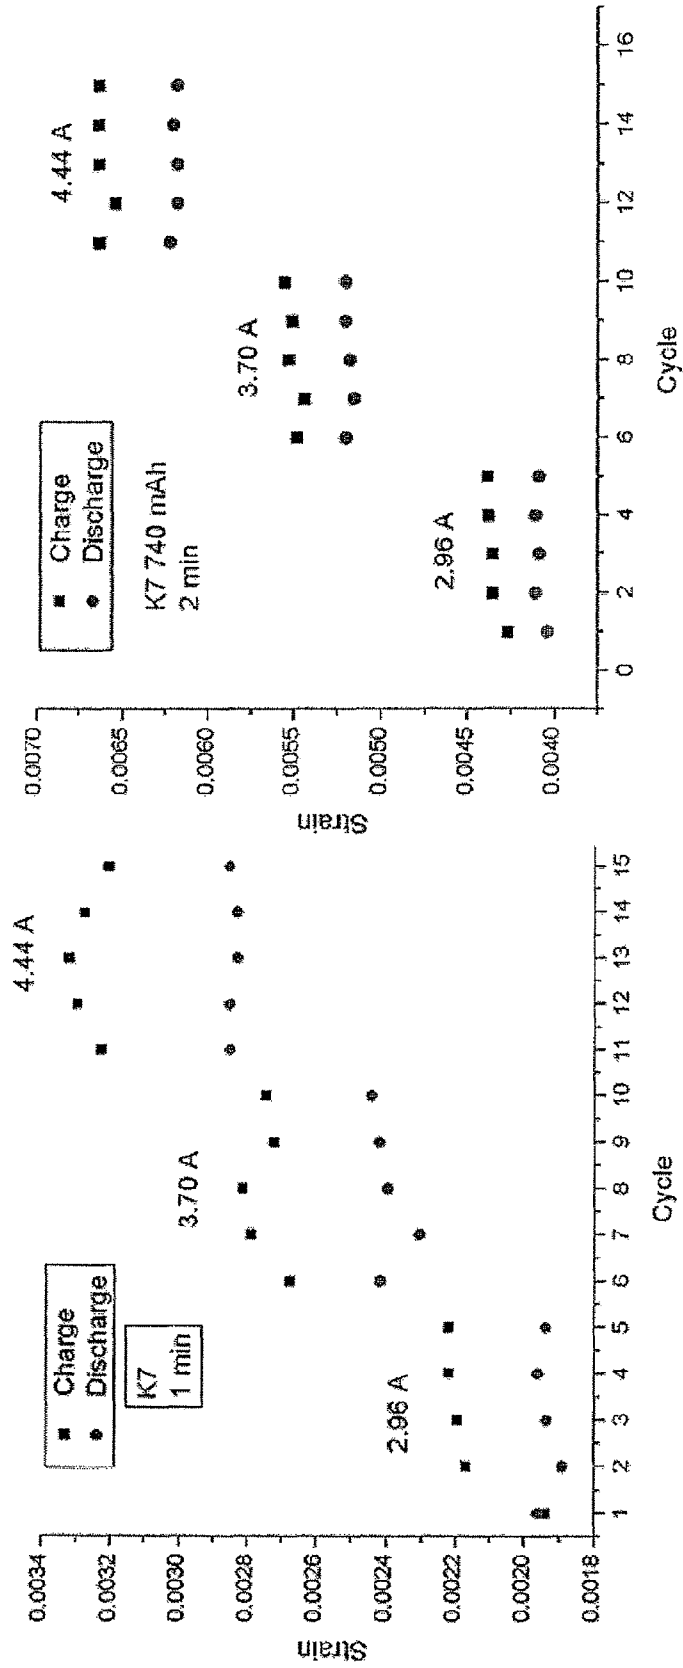 Charge
Discharge
K7
1 min
2.96 A
3.70 A
4.44 A
Strain
0.0034
0.0032
0.0030
0.0028
0.0026
0.0024
0.0022
0.0020
0.0018
1 2 3 4 5 6 7 8 9 10 11 12 13 14 15
Cycle
Charge
Discharge
K7 740 mAh
2 min
2.96 A
3.70 A
4.44 A
Strain
0.0070
0.0065
0.0060
0.0055
0.0050
0.0045
0.0040
0 2 4 6 8 10 12 14 16
Cycle